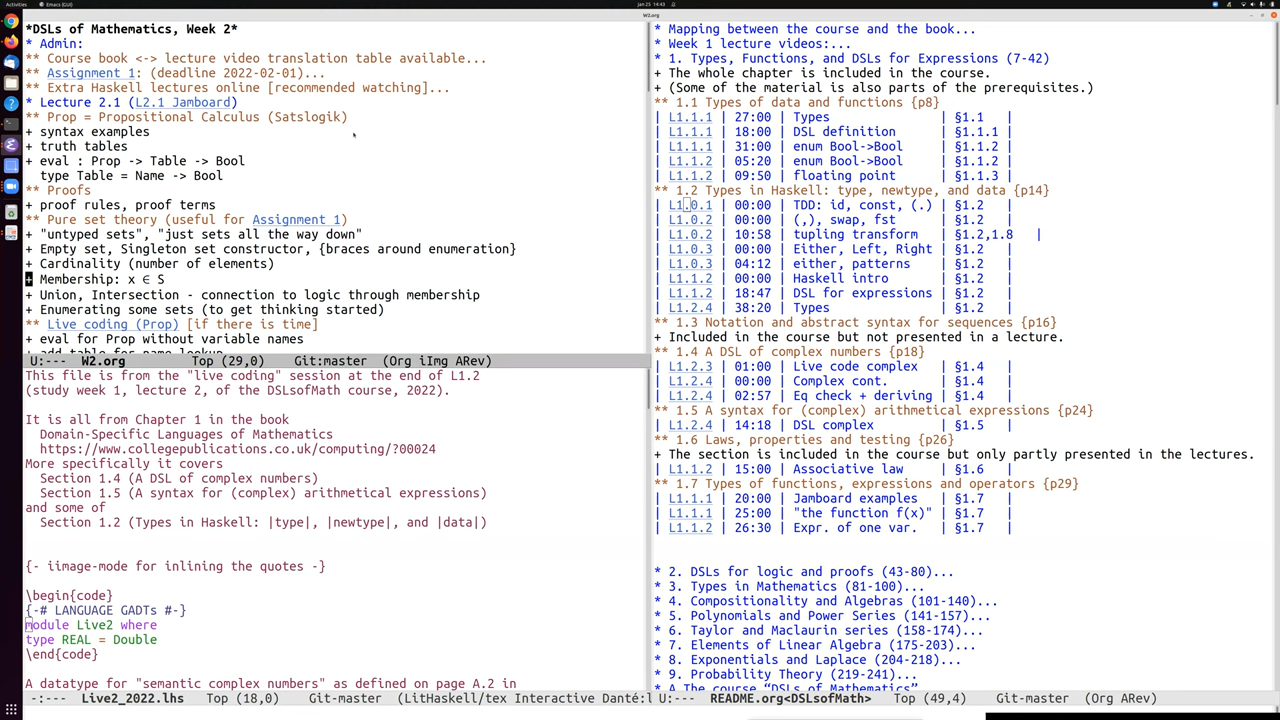 Activities
Emacs (GUI)
Jan 25 14:43
W2.org
*DSLs of Mathematics, Week 2*
* Admin:
** Course book <-> lecture video translation table available...
** Assignment 1: (deadline 2022-02-01)...
** Extra Haskell lectures online [recommended watching]...
* Lecture 2.1 (L2.1 Jamboard)
** Prop = Propositional Calculus (Satslogik)
+ syntax examples
+ truth tables
+ eval : Prop -> Table -> Bool
type Table = Name -> Bool
** Proofs
+ proof rules, proof terms
** Pure set theory (useful for Assignment 1)
+ "untyped sets", "just sets all the way down"
+ Empty set, Singleton set constructor, {braces around enumeration}
+ Cardinality (number of elements)
+ Membership: x ∈ S
+ Union, Intersection - connection to logic through membership
+ Enumerating some sets (to get thinking started)
** Live coding (Prop) [if there is time]
+ eval for Prop without variable names
+ add table for name lookup
U:--- W2.org Top (29,0) Git:master (Org iImg ARev)
This file is from the "live coding" session at the end of L1.2
(study week 1, lecture 2, of the DSLsofMath course, 2022).
It is all from Chapter 1 in the book
Domain-Specific Languages of Mathematics
https://www.collegepublications.co.uk/computing/?00024
More specifically it covers
Section 1.4 (A DSL of complex numbers)
Section 1.5 (A syntax for (complex) arithmetical expressions)
and some of
Section 1.2 (Types in Haskell: |type|, |newtype|, and |data|)
{- iimage-mode for inlining the quotes -}
\begin{code}
{-# LANGUAGE GADTs #-}
module Live2 where
type REAL = Double
\end{code}
A datatype for "semantic complex numbers" as defined on page A.2 in
-:--- Live2_2022.lhs Top (18,0) Git-master (LitHaskell/tex Interactive Danté:l
* Mapping between the course and the book...
* Week 1 lecture videos:...
* 1. Types, Functions, and DSLs for Expressions (7-42)
+ The whole chapter is included in the course.
+ (Some of the material is also parts of the prerequisites.)
** 1.1 Types of data and functions {p8}
| L1.1.1 | 27:00 | Types | §1.1 |
| L1.1.1 | 18:00 | DSL definition | §1.1.1 |
| L1.1.1 | 31:00 | enum Bool->Bool | §1.1.2 |
| L1.1.2 | 05:20 | enum Bool->Bool | §1.1.2 |
| L1.1.2 | 09:50 | floating point | §1.1.3 |
** 1.2 Types in Haskell: type, newtype, and data {p14}
| L1.0.1 | 00:00 | TDD: id, const, (.) | §1.2 |
| L1.0.2 | 00:00 | (,), swap, fst | §1.2 |
| L1.0.2 | 10:58 | tupling transform | §1.2,1.8 |
| L1.0.3 | 00:00 | Either, Left, Right | §1.2 |
| L1.0.3 | 04:12 | either, patterns | §1.2 |
| L1.1.2 | 00:00 | Haskell intro | §1.2 |
| L1.1.2 | 18:47 | DSL for expressions | §1.2 |
| L1.2.4 | 38:20 | Types | §1.2 |
** 1.3 Notation and abstract syntax for sequences {p16}
+ Included in the course but not presented in a lecture.
** 1.4 A DSL of complex numbers {p18}
| L1.2.3 | 01:00 | Live code complex | §1.4 |
| L1.2.4 | 00:00 | Complex cont. | §1.4 |
| L1.2.4 | 02:57 | Eq check + deriving | §1.4 |
** 1.5 A syntax for (complex) arithmetical expressions {p24}
| L1.2.4 | 14:18 | DSL complex | §1.5 |
** 1.6 Laws, properties and testing {p26}
+ The section is included in the course but only partly presented in the lectures.
| L1.1.2 | 15:00 | Associative law | §1.6 |
** 1.7 Types of functions, expressions and operators {p29}
| L1.1.1 | 20:00 | Jamboard examples | §1.7 |
| L1.1.1 | 25:00 | "the function f(x)" | §1.7 |
| L1.1.2 | 26:30 | Expr. of one var. | §1.7 |
* 2. DSLs for logic and proofs (43-80)...
* 3. Types in Mathematics (81-100)...
* 4. Compositionality and Algebras (101-140)...
* 5. Polynomials and Power Series (141-157)...
* 6. Taylor and Maclaurin series (158-174)...
* 7. Elements of Linear Algebra (175-203)...
* 8. Exponentials and Laplace (204-218)...
* 9. Probability Theory (219-241)...
* A The course “DSLs of Mathematics”
U:--- README.org<DSLsofMath> Top (49,4) Git-master (Org ARev)